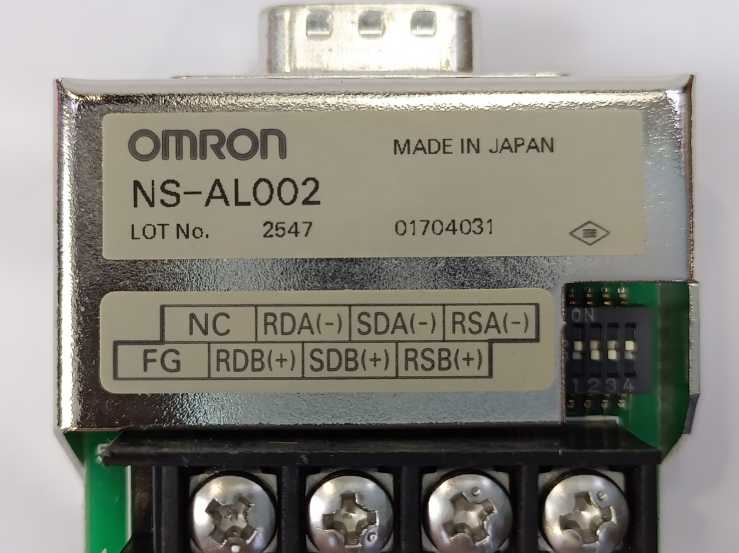 OMRON
MADE IN JAPAN
NS-AL002
LOT No. 2547 01704031
NC RDA(-) SDA(-) RSA(-)
FG RDB(+) SDB(+) RSB(+)
ON
1 2 3 4